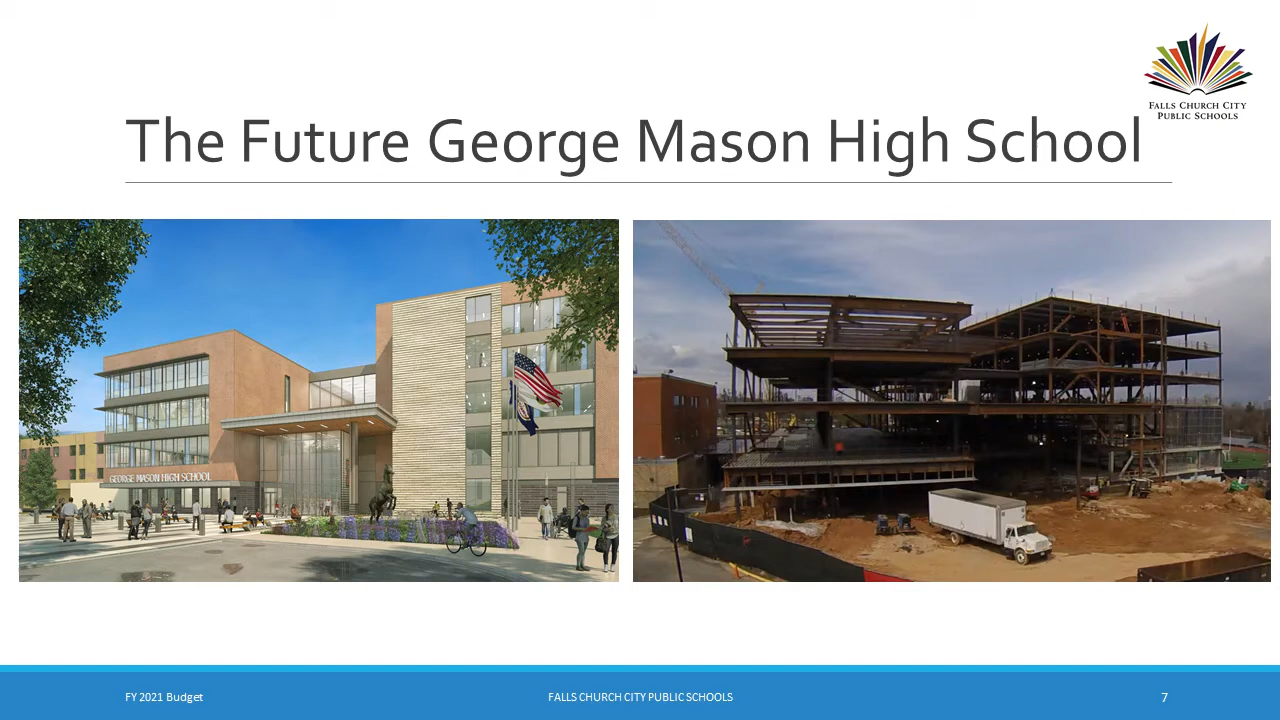 FALLS CHURCH CITY
PUBLIC SCHOOLS
The Future George Mason High School
GEORGE MASON HIGH SCHOOL
FY 2021 Budget
FALLS CHURCH CITY PUBLIC SCHOOLS
7